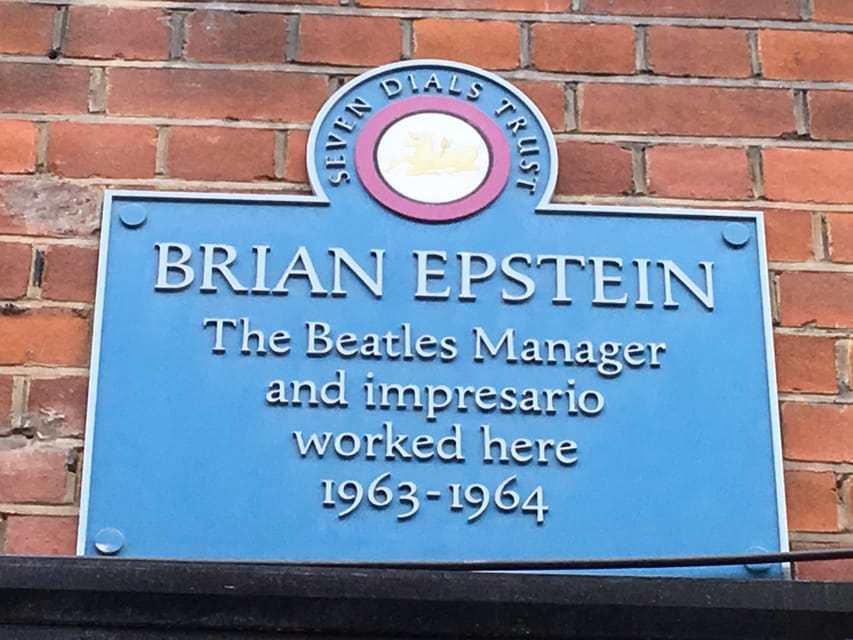 SEVEN DIALS TRUST
BRIAN EPSTEIN
The Beatles Manager
and impresario
worked here
1963-1964